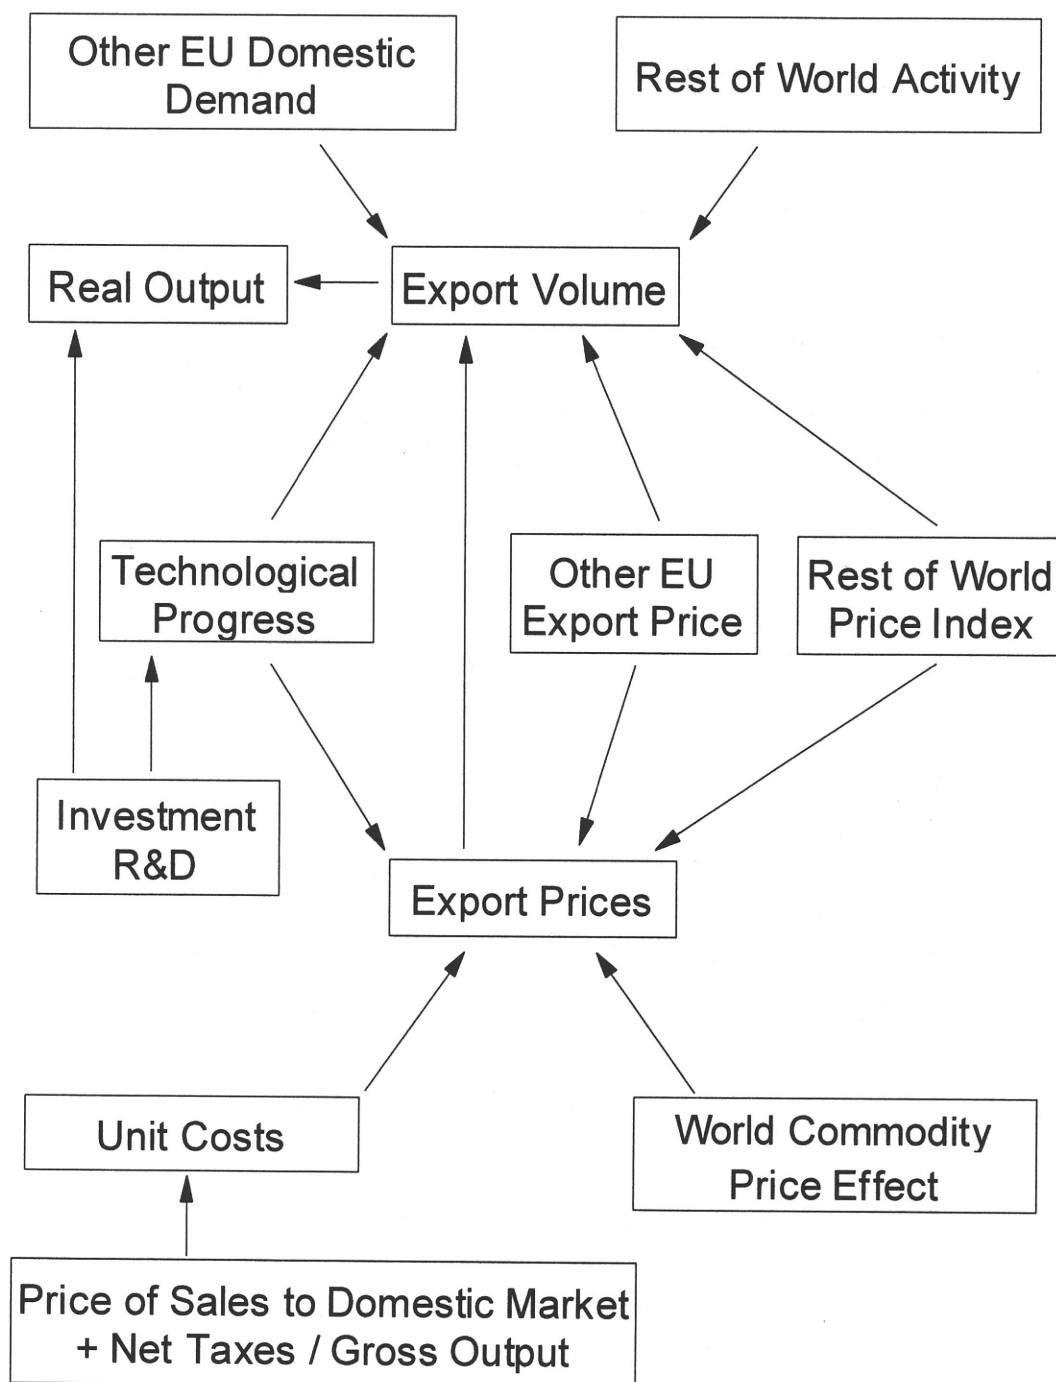 Other EU Domestic
Demand
Rest of World Activity
Real Output
Export Volume
Technological
Progress
Other EU
Export Price
Rest of World
Price Index
Investment
R&D
Export Prices
Unit Costs
World Commodity
Price Effect
Price of Sales to Domestic Market
+ Net Taxes / Gross Output